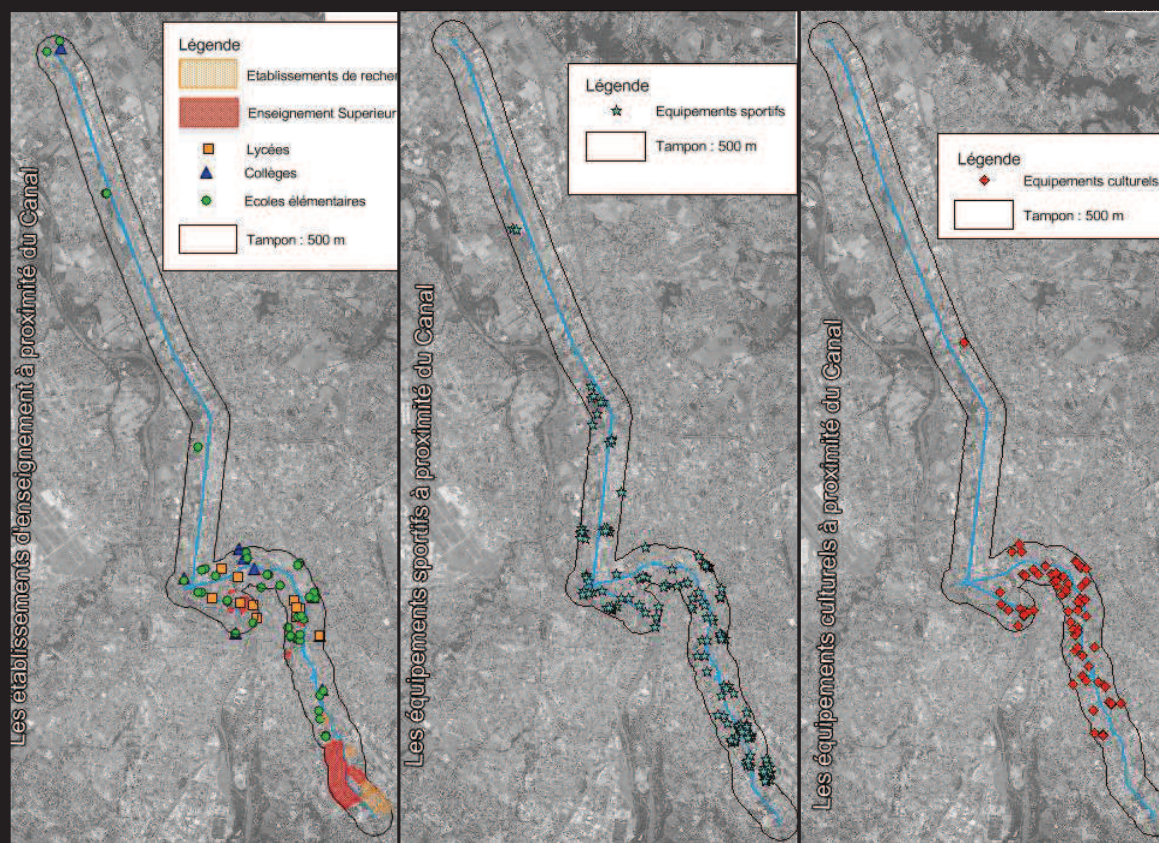 Les établissements d'enseignement à proximité du Canal
Légende
Etablissements de recher
Enseignement Superieur
Lycées
Collèges
Ecoles élémentaires
Tampon : 500 m
Les équipements sportifs à proximité du Canal
Légende
Equipements sportifs
Tampon : 500 m
Les équipements culturels à proximité du Canal
Légende
Equipements culturels
Tampon : 500 m